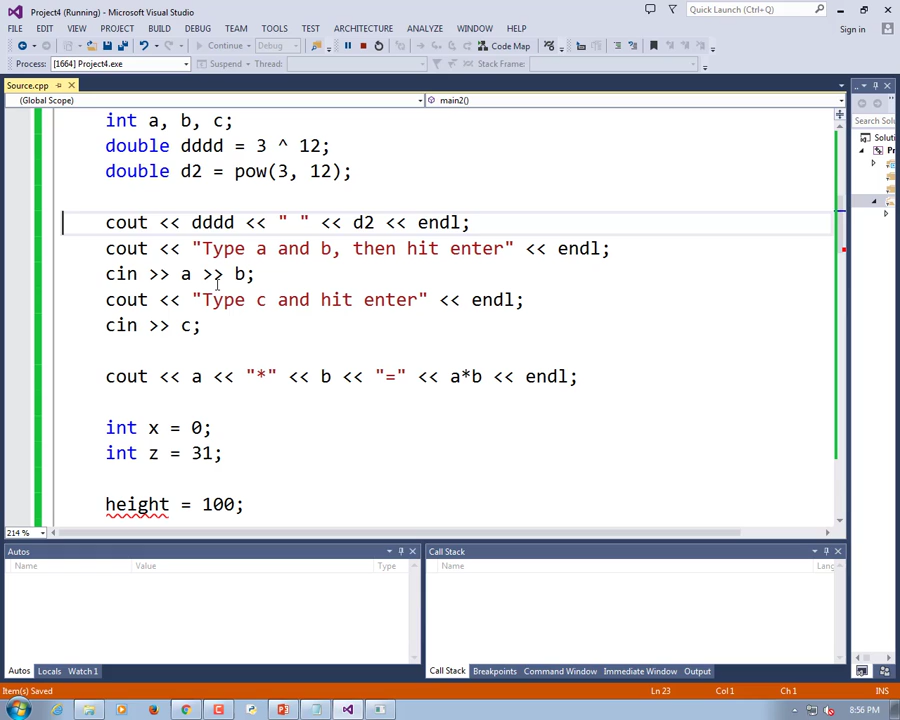 Project4 (Running) - Microsoft Visual Studio
Quick Launch (Ctrl+Q)
FILE EDIT VIEW PROJECT BUILD DEBUG TEAM TOOLS TEST ARCHITECTURE ANALYZE WINDOW HELP
Sign in
Continue Debug Code Map
Process: [1664] Project4.exe Suspend Thread: Stack Frame:
Source.cpp
(Global Scope) main2()
Search Solu
int a, b, c;
double dddd = 3 ^ 12;
double d2 = pow(3, 12);
cout << dddd << " " << d2 << endl;
cout << "Type a and b, then hit enter" << endl;
cin >> a >> b;
cout << "Type c and hit enter" << endl;
cin >> c;
cout << a << "*" << b << "=" << a*b << endl;
int x = 0;
int z = 31;
height = 100;
Soluti
Pr
214 %
Autos Call Stack
Name Value Type Name Lang
Autos Locals Watch 1 Call Stack Breakpoints Command Window Immediate Window Output
Item(s) Saved Ln 23 Col 1 Ch 1 INS
8:56 PM